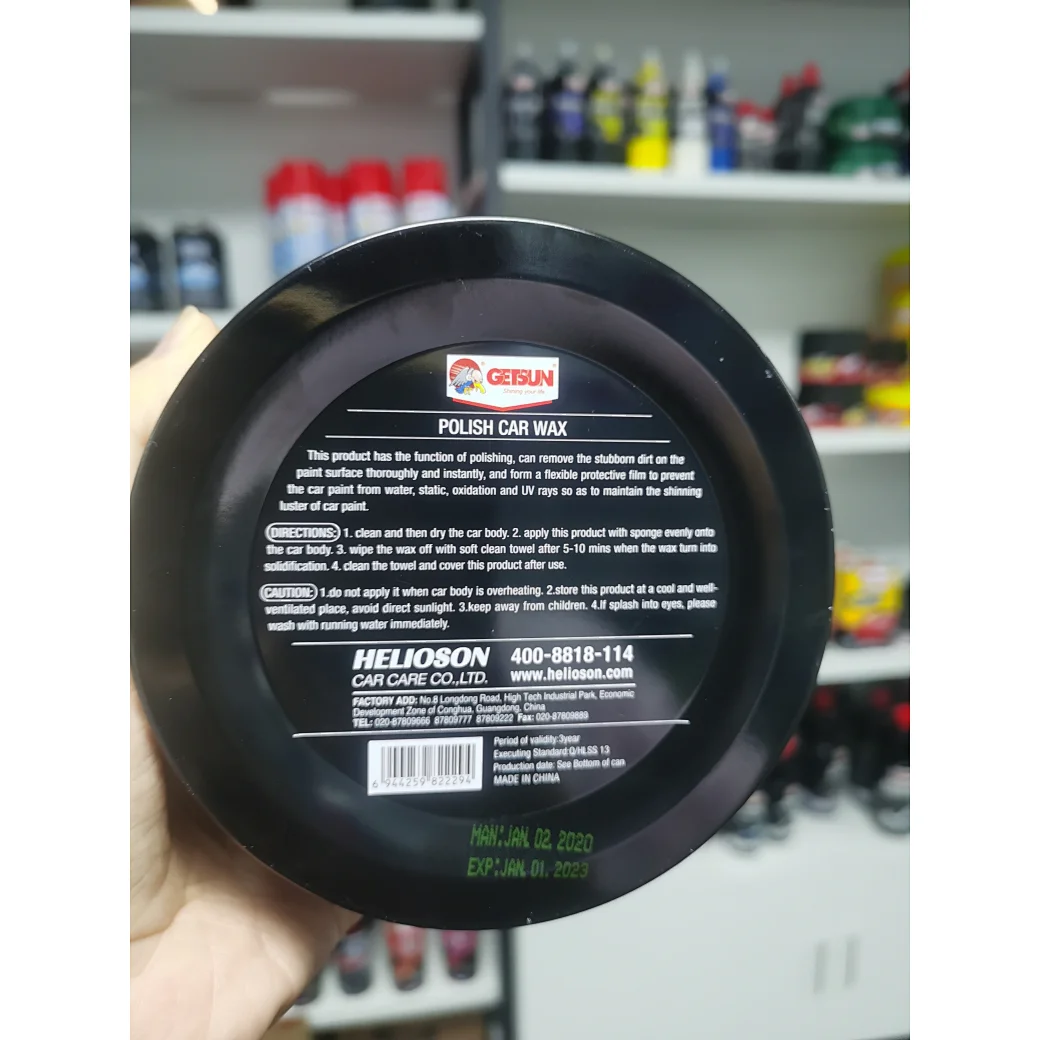 GETSUN
Shining your life
POLISH CAR WAX
This product has the function of polishing, can remove the stubborn dirt on the
paint surface thoroughly and instantly, and form a flexible protective film to prevent
the car paint from water, static, oxidation and UV rays so as to maintain the shinning
luster of car paint.
DIRECTIONS: 1. clean and then dry the car body. 2. apply this product with sponge evenly onto
the car body. 3. wipe the wax off with soft clean towel after 5-10 mins when the wax turn into
solidification. 4. clean the towel and cover this product after use.
CAUTION: 1.do not apply it when car body is overheating. 2.store this product at a cool and well-
ventilated place, avoid direct sunlight. 3.keep away from children. 4.If splash into eyes, please
wash with running water immediately.
HELIOSON 400-8818-114
CAR CARE CO.,LTD. www.helioson.com
FACTORY ADD: No.8 Longdong Road, High Tech Industrial Park, Economic
Development Zone of Conghua, Guangdong, China
TEL: 020-87809666 87809777 87809222 Fax: 020-87809889
Period of validity:3year
Executing Standard:Q/HLSS 13
Production date: See Bottom of can
MADE IN CHINA
6 944259 822294
MAN:JAN. 02. 2020
EXP:JAN. 01. 2023